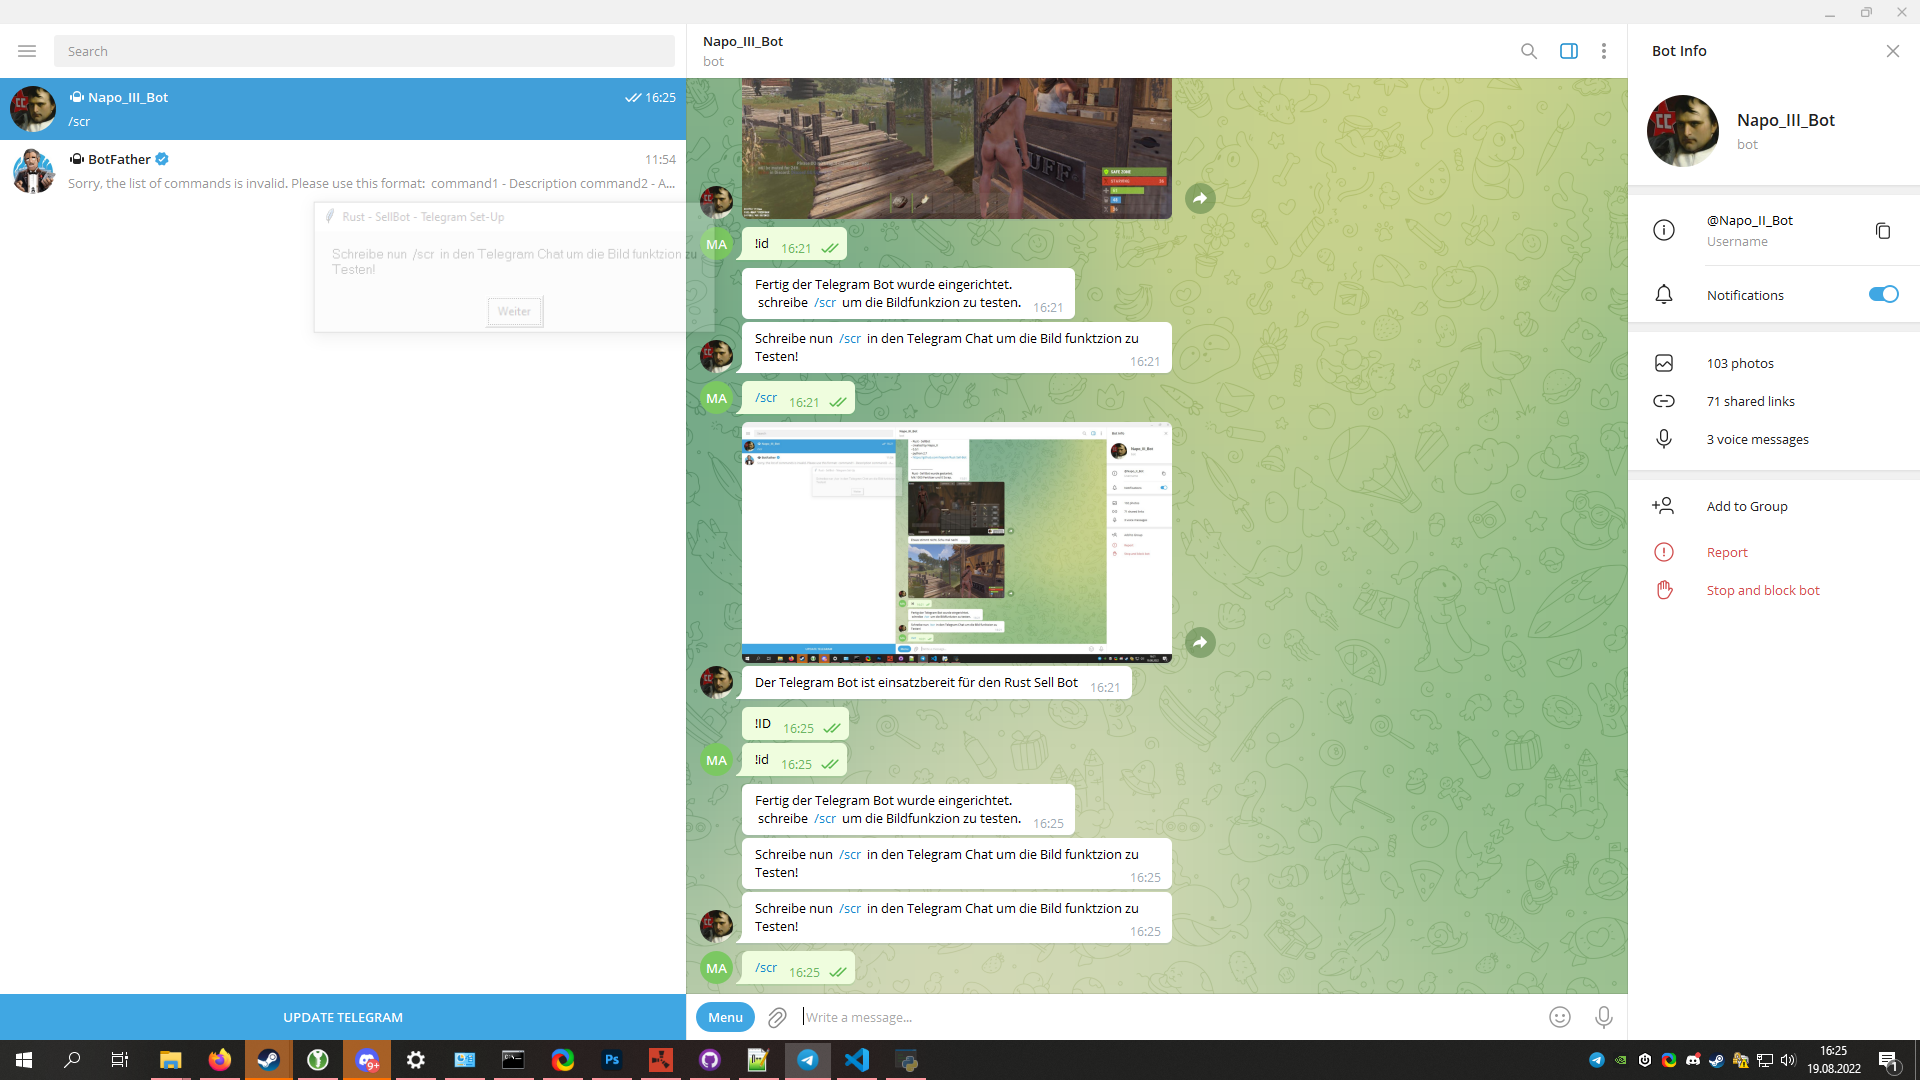 Search
Napo_III_Bot
16:25
/scr
BotFather
11:54
Sorry, the list of commands is invalid. Please use this format: command1 - Description command2 - A...
Rust - SellBot - Telegram Set-Up
Schreibe nun /scr in den Telegram Chat um die Bild funktzion zu
Testen!
Weiter
UPDATE TELEGRAM
Napo_III_Bot
bot
RUFF
SAFE ZONE
MA
!id 16:21
Fertig der Telegram Bot wurde eingerichtet.
schreibe /scr um die Bildfunkzion zu testen. 16:21
Schreibe nun /scr in den Telegram Chat um die Bild funktzion zu
Testen! 16:21
MA
/scr 16:21
Der Telegram Bot ist einsatzbereit für den Rust Sell Bot 16:21
!ID 16:25
MA
!id 16:25
Fertig der Telegram Bot wurde eingerichtet.
schreibe /scr um die Bildfunkzion zu testen. 16:25
Schreibe nun /scr in den Telegram Chat um die Bild funktzion zu
Testen! 16:25
Schreibe nun /scr in den Telegram Chat um die Bild funktzion zu
Testen! 16:25
MA
/scr 16:25
Menu
Write a message...
Bot Info
Napo_III_Bot
bot
@Napo_II_Bot
Username
Notifications
103 photos
71 shared links
3 voice messages
Add to Group
Report
Stop and block bot
9+
Ps
16:25
19.08.2022
1